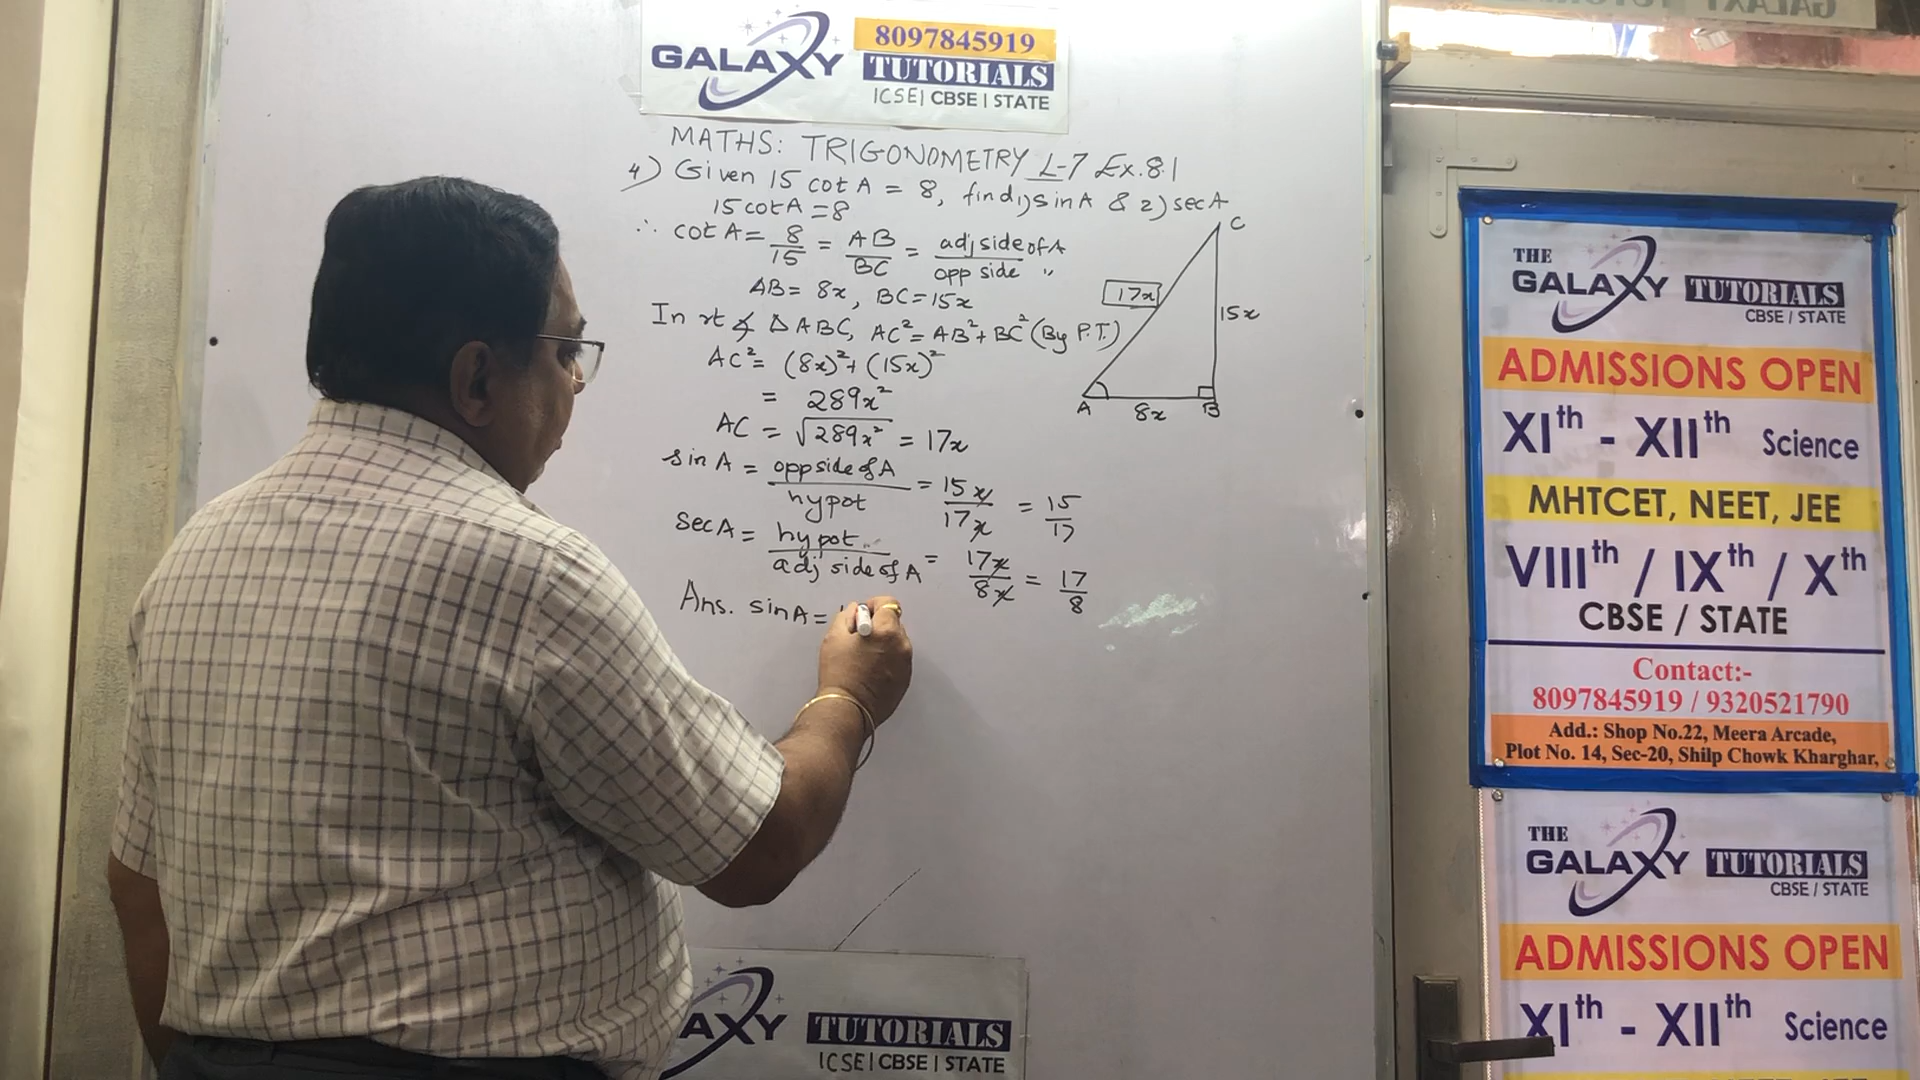 GALAXY
8097845919
TUTORIALS
ICSE | CBSE | STATE
MATHS: TRIGONOMETRY L-7 Ex.8.1
4) Given 15 cot A = 8, find 1) sin A & 2) sec A
15 cot A = 8
∴ cot A = 8/15 = AB/BC = adj side of A/opp side "
AB = 8x, BC = 15x
In rt ∡ Δ ABC, AC² = AB² + BC² (By P.T.)
AC² = (8x)² + (15x)²
= 289x²
AC = √289x² = 17x
sin A = opp side of A/hypot = 15x/17x = 15/17
sec A = hypot/adj side of A = 17x/8x = 17/8
Ans. sin A =
C
17x
15x
A 8x B
AXY TUTORIALS
ICSE | CBSE | STATE
THE
GALAXY TUTORIALS
CBSE / STATE
ADMISSIONS OPEN
XIth - XIIth Science
MHTCET, NEET, JEE
VIIIth / IXth / Xth
CBSE / STATE
Contact:-
8097845919 / 9320521790
Add.: Shop No.22, Meera Arcade,
Plot No. 14, Sec-20, Shilp Chowk Kharghar,
THE
GALAXY TUTORIALS
CBSE / STATE
ADMISSIONS OPEN
XIth - XIIth Science